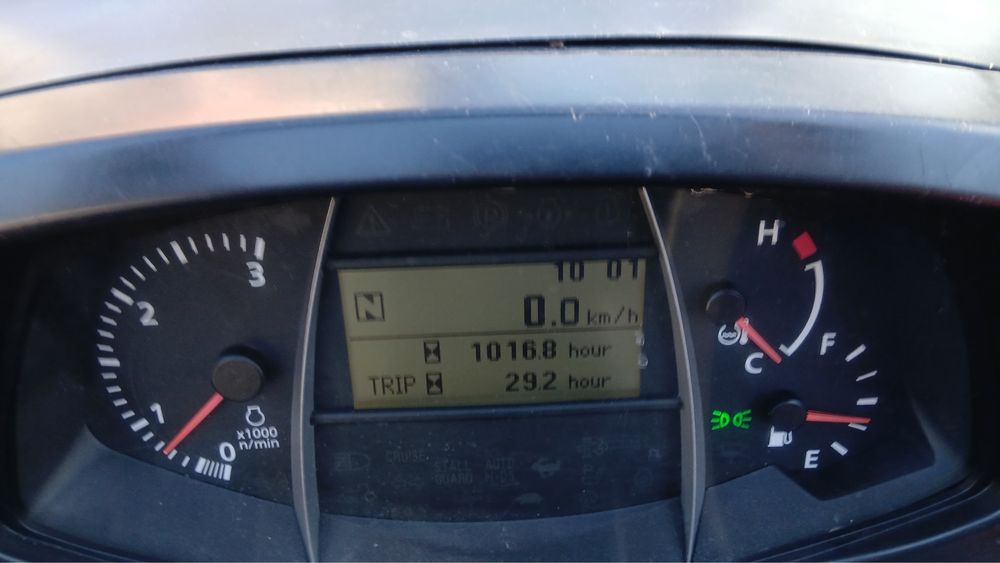 10 01
N 0.0 km/h
1016.8 hour
TRIP 29.2 hour
3
2
1
0
x1000
n/min
H
C
F
E
CRUISE
STALL AUTO
GUARD H-DS